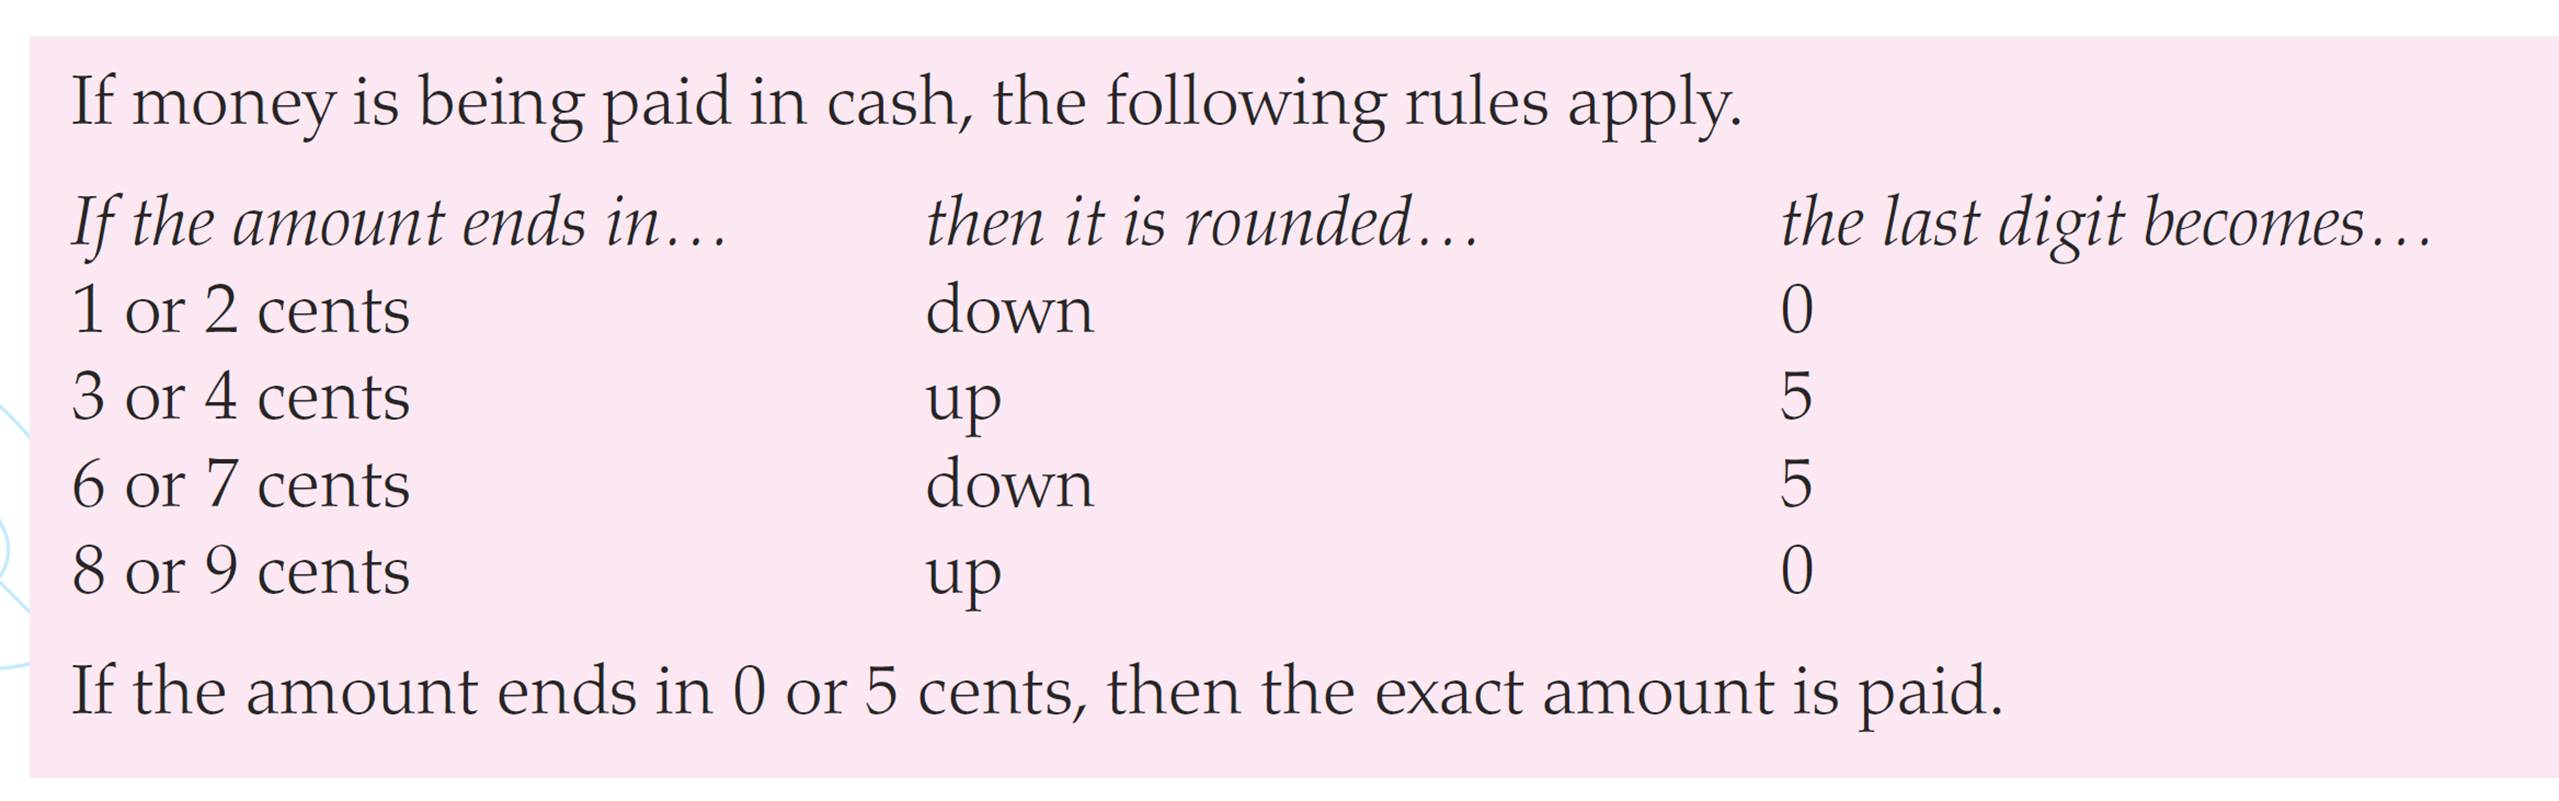 If money is being paid in cash, the following rules apply.
If the amount ends in… then it is rounded… the last digit becomes…
1 or 2 cents down 0
3 or 4 cents up 5
6 or 7 cents down 5
8 or 9 cents up 0
If the amount ends in 0 or 5 cents, then the exact amount is paid.